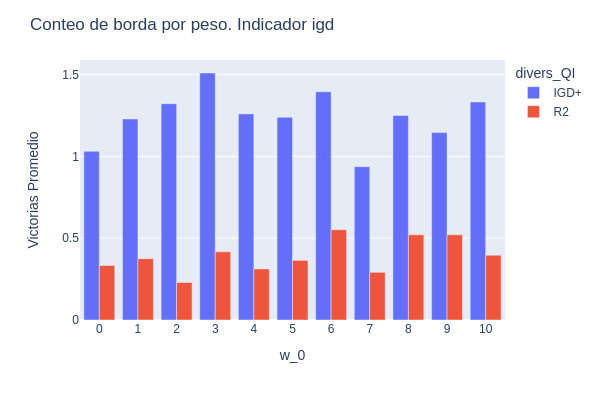 Conteo de borda por peso. Indicador igd
divers_QI
IGD+
R2
Victorias Promedio
1.5
1
0.5
0
0 1 2 3 4 5 6 7 8 9 10
w_0